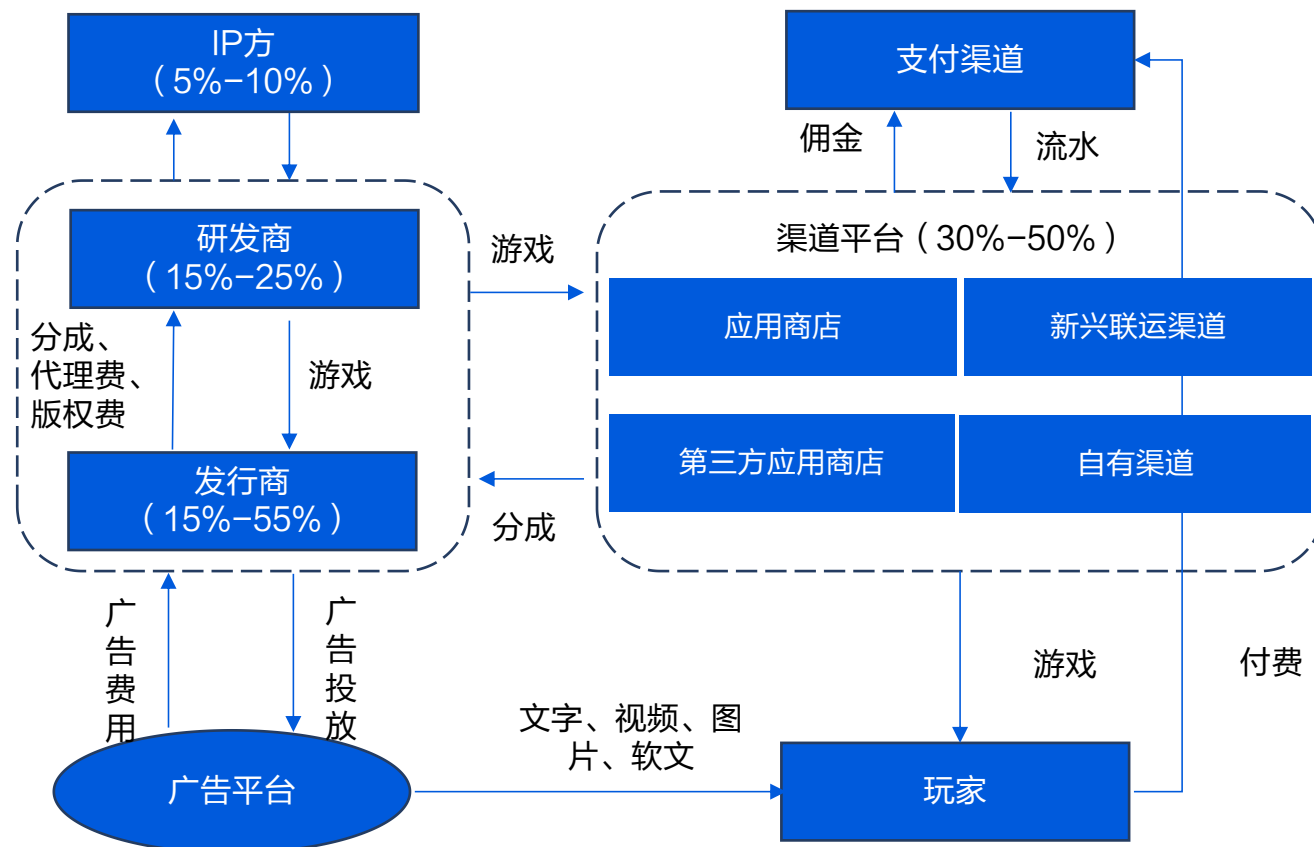 IP方
（5%-10%）
支付渠道
佣金
流水
研发商
（15%-25%）
游戏
渠道平台（30%-50%）
应用商店
新兴联运渠道
分成、
代理费、
版权费
游戏
第三方应用商店
自有渠道
发行商
（15%-55%）
分成
广告费用
广告投放
游戏
付费
文字、视频、图
片、软文
广告平台
玩家